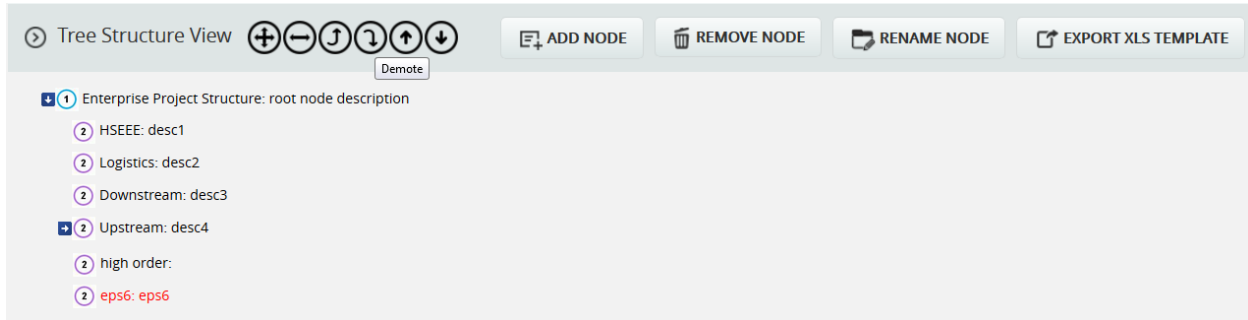 Tree Structure View
ADD NODE
REMOVE NODE
RENAME NODE
EXPORT XLS TEMPLATE
Demote
1 Enterprise Project Structure: root node description
2 HSEEE: desc1
2 Logistics: desc2
2 Downstream: desc3
2 Upstream: desc4
2 high order:
2 eps6: eps6